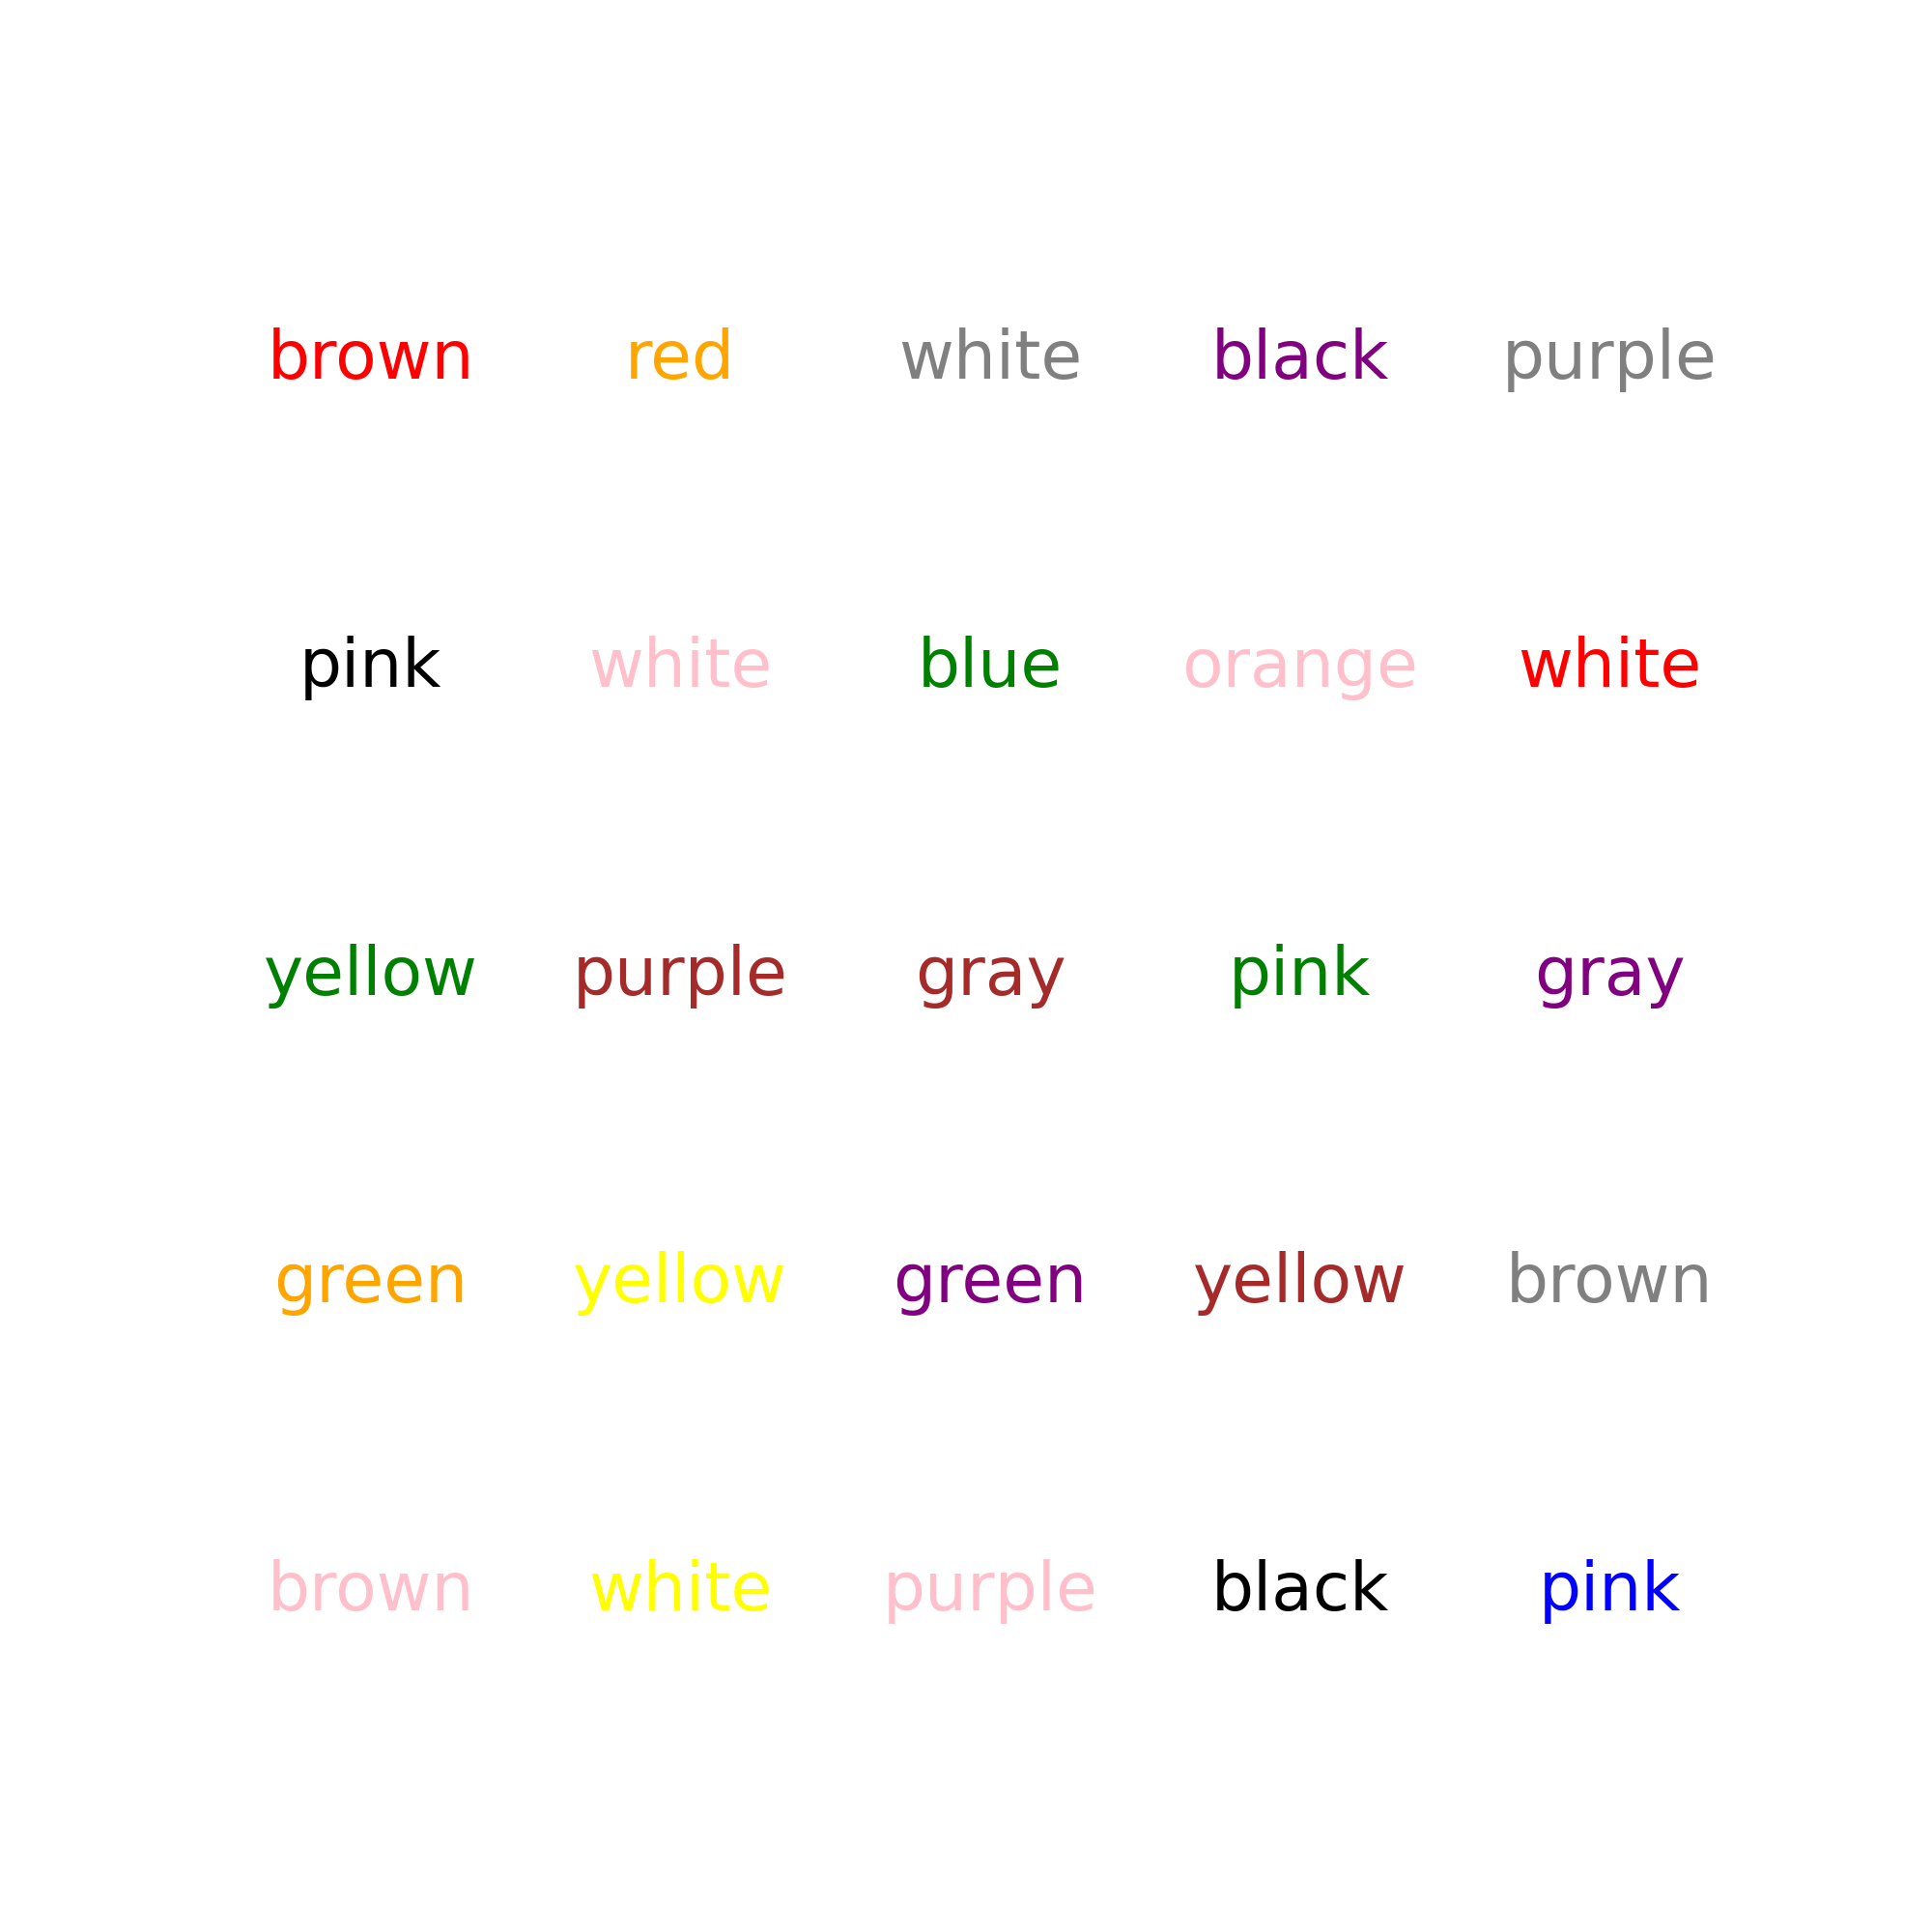 brown red white black purple
pink white blue orange white
yellow purple gray pink gray
green yellow green yellow brown
brown white purple black pink